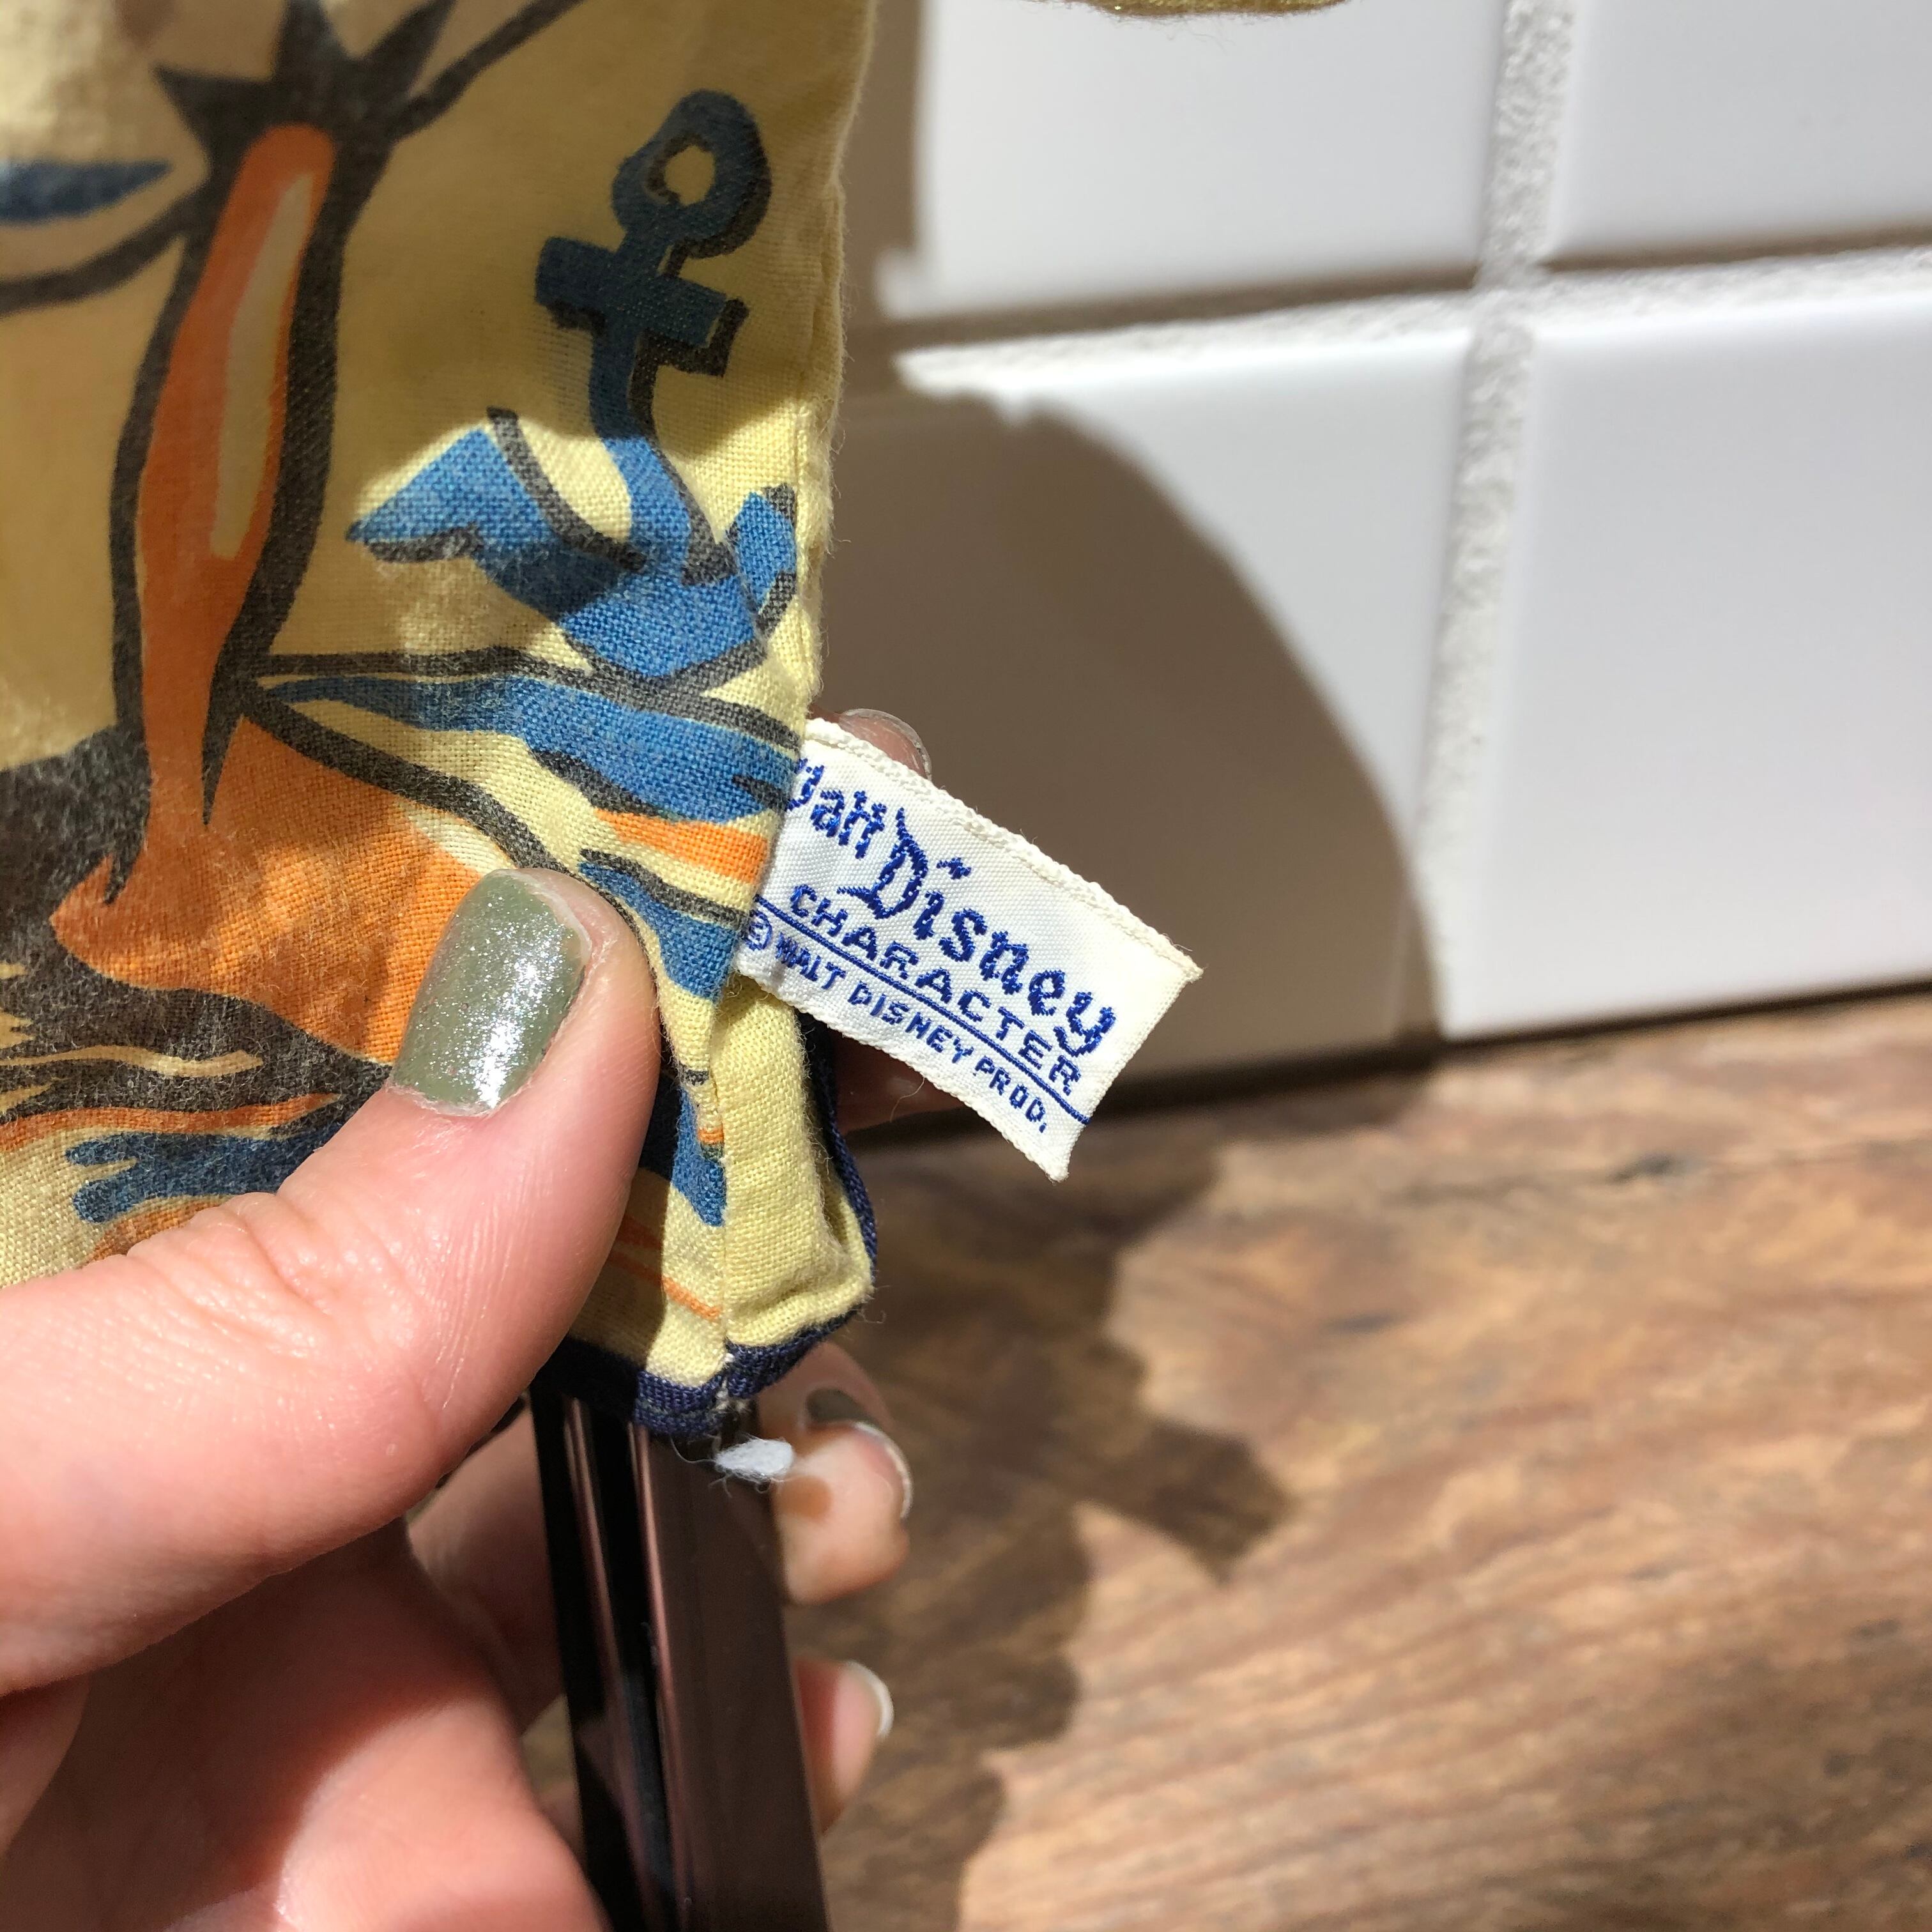 Walt Disney
CHARACTER
© WALT DISNEY PROD.